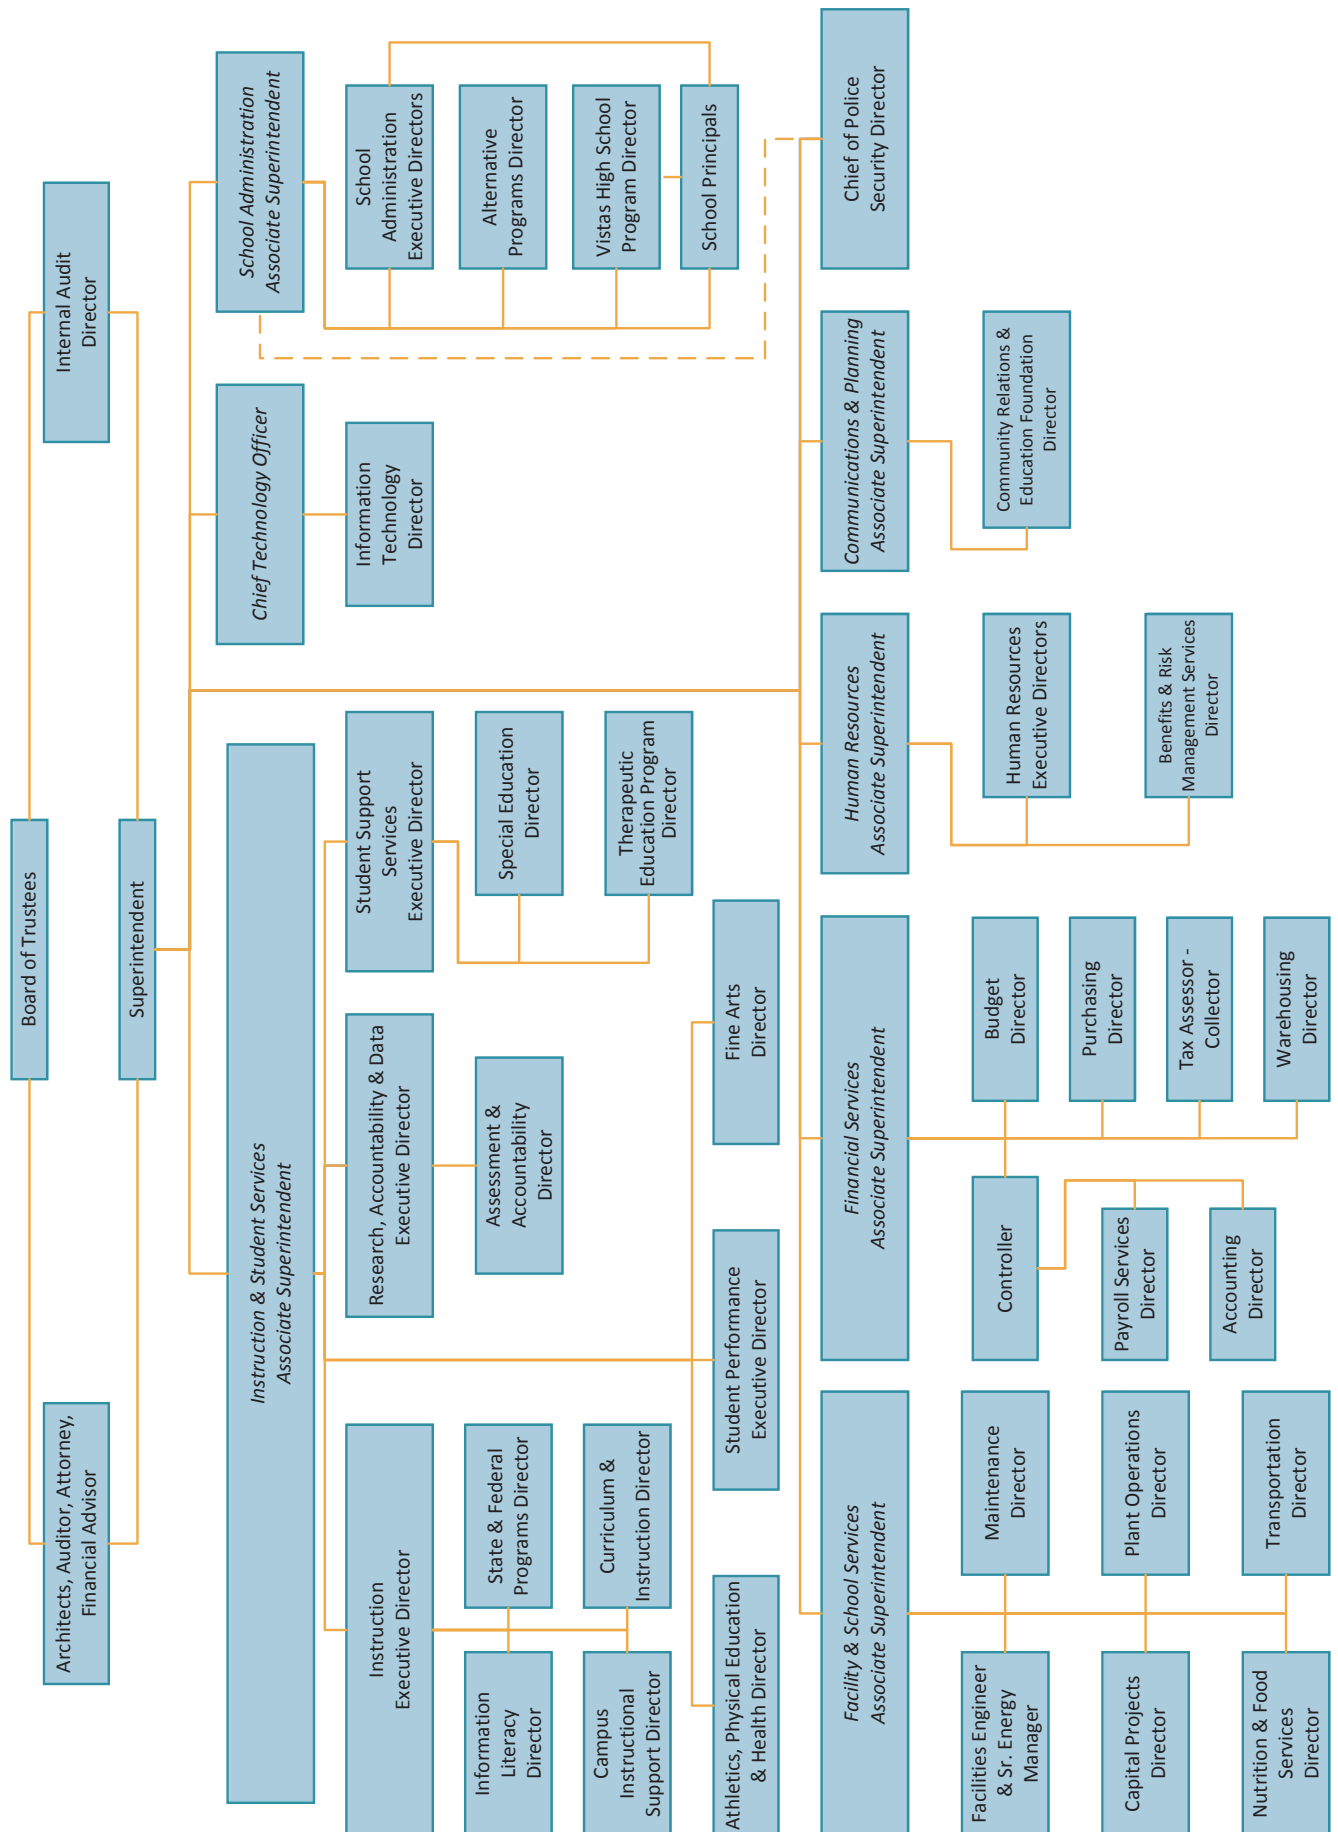 Board of Trustees
Architects, Auditor, Attorney,
Financial Advisor
Internal Audit
Director
Superintendent
Instruction & Student Services
Associate Superintendent
Chief Technology Officer
School Administration
Associate Superintendent
Instruction
Executive Director
Research, Accountability & Data
Executive Director
Student Support
Services
Executive Director
Information
Technology
Director
School
Administration
Executive Directors
Information
Literacy
Director
State & Federal
Programs Director
Assessment &
Accountability
Director
Special Education
Director
Alternative
Programs Director
Campus
Instructional
Support Director
Curriculum &
Instruction Director
Therapeutic
Education Program
Director
Vistas High School
Program Director
School Principals
Athletics, Physical Education
& Health Director
Student Performance
Executive Director
Fine Arts
Director
Facility & School Services
Associate Superintendent
Financial Services
Associate Superintendent
Human Resources
Associate Superintendent
Communications & Planning
Associate Superintendent
Chief of Police
Security Director
Facilities Engineer
& Sr. Energy
Manager
Maintenance
Director
Controller
Budget
Director
Human Resources
Executive Directors
Community Relations &
Education Foundation
Director
Capital Projects
Director
Plant Operations
Director
Payroll Services
Director
Purchasing
Director
Benefits & Risk
Management Services
Director
Tax Assessor -
Collector
Nutrition & Food
Services
Director
Transportation
Director
Accounting
Director
Warehousing
Director